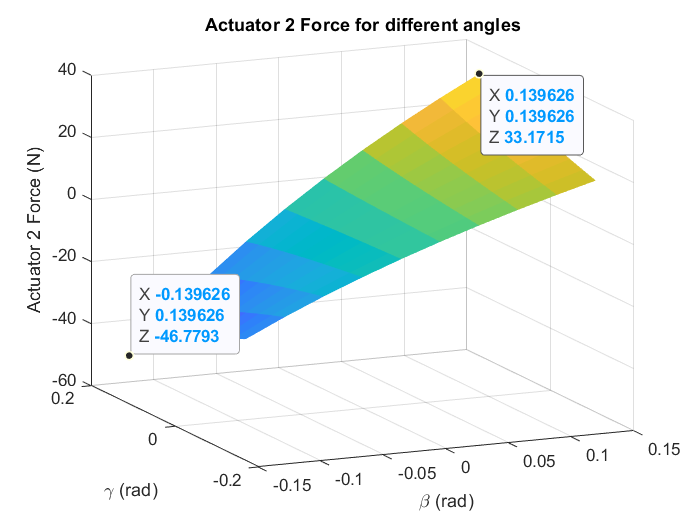 Actuator 2 Force for different angles
Actuator 2 Force (N)
40
20
0
-20
-40
-60
X 0.139626
Y 0.139626
Z 33.1715
X -0.139626
Y 0.139626
Z -46.7793
0.2
0
-0.2
γ (rad)
-0.15
-0.1
-0.05
0
0.05
0.1
0.15
β (rad)